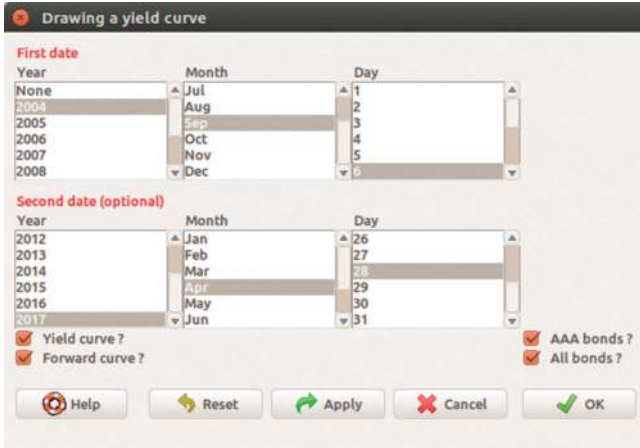 Drawing a yield curve
First date
Year Month Day
None Jul 1
2004 Aug 2
2005 Sep 3
2006 Oct 4
2007 Nov 5
2008 Dec 6
Second date (optional)
Year Month Day
2012 Jan 26
2013 Feb 27
2014 Mar 28
2015 Apr 29
2016 May 30
2017 Jun 31
Yield curve ? AAA bonds ?
Forward curve ? All bonds ?
Help Reset Apply Cancel OK